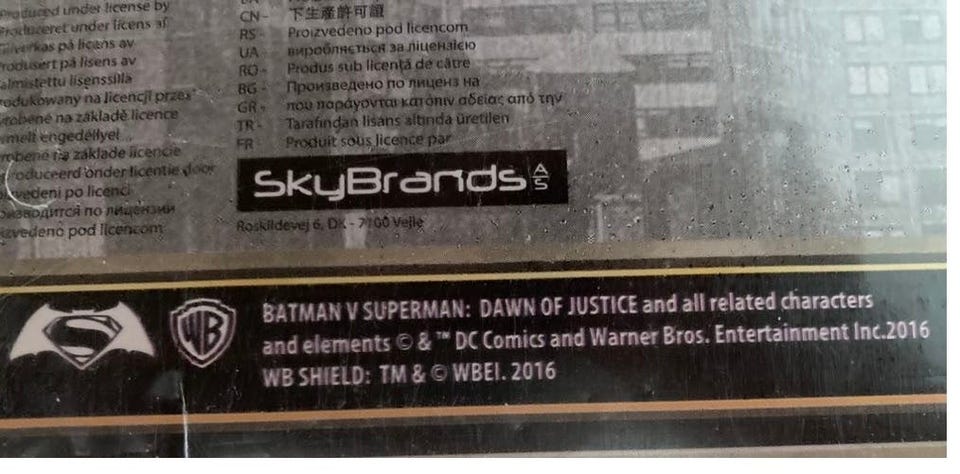 Produced under license by
Produceret under licens af
Tillverkas på licens av
Produsert på lisens av
Valmistettu lisenssillä
Produkowany na licencji przez
Vyrobené na základě licence
engedéllyel
Vyrobené na základe licencie
Produceerd onder licentie door
Izvedeni po licenci
Производится по лицензии
Proizvedeno pod licencom
CN - 下生產許可證
RS - Proizvedeno pod licencom
UA - виробляється за ліцензією
RO - Produs sub licență de către
BG - Произведено по лиценз на
GR - που παράγονται κατόπιν αδείας από την
TR - Tarafından lisans altında üretilen
FR - Produit sous licence par
SkyBrands A/S
Roskildevej 6, DK - 7100 Vejle
WB
BATMAN V SUPERMAN: DAWN OF JUSTICE and all related characters
and elements © & ™ DC Comics and Warner Bros. Entertainment Inc.2016
WB SHIELD: TM & © WBEI. 2016